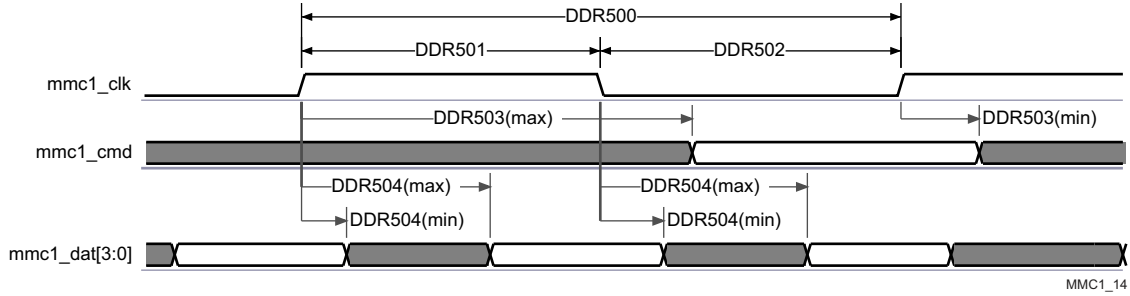 DDR500
DDR501 DDR502
mmc1_clk
DDR503(max) DDR503(min)
mmc1_cmd
DDR504(max) DDR504(max)
DDR504(min) DDR504(min)
mmc1_dat[3:0]
MMC1_14